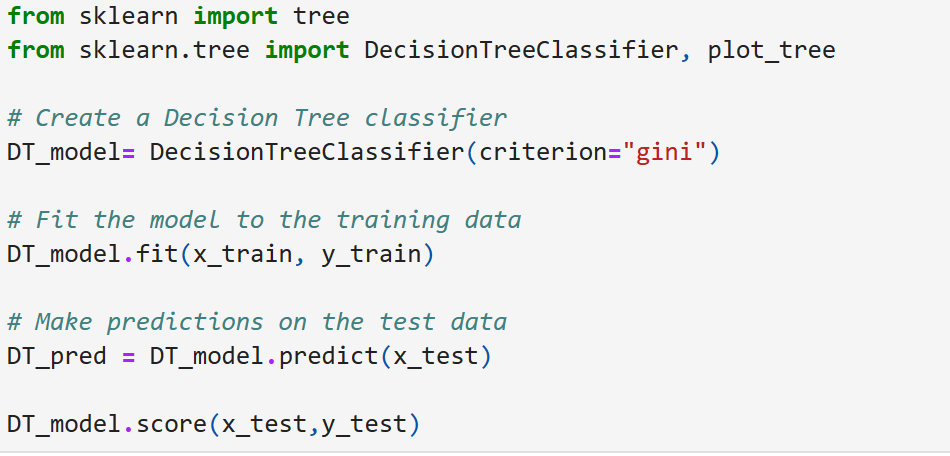 from sklearn import tree
from sklearn.tree import DecisionTreeClassifier, plot_tree
# Create a Decision Tree classifier
DT_model= DecisionTreeClassifier(criterion="gini")
# Fit the model to the training data
DT_model.fit(x_train, y_train)
# Make predictions on the test data
DT_pred = DT_model.predict(x_test)
DT_model.score(x_test,y_test)